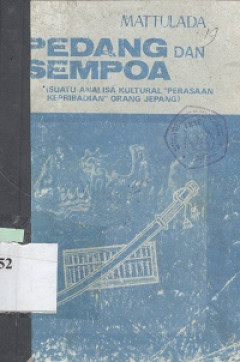 MATTULADA
PEDANG DAN
SEMPOA
(SUATU ANALISA KULTURAL "PERASAAN
KEPRIBADIAN" ORANG JEPANG)
52